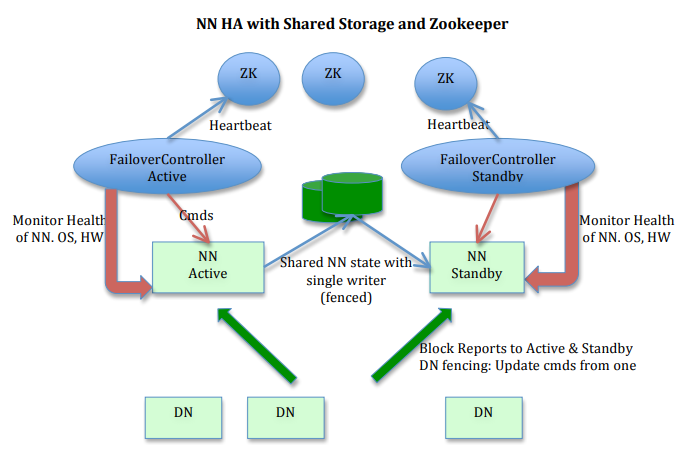 NN HA with Shared Storage and Zookeeper
ZK
ZK
ZK
Heartbeat
Heartbeat
FailoverController
Active
FailoverController
Standby
Monitor Health
of NN. OS, HW
Cmds
Monitor Health
of NN. OS, HW
NN
Active
Shared NN state with
single writer
(fenced)
NN
Standby
Block Reports to Active & Standby
DN fencing: Update cmds from one
DN
DN
DN